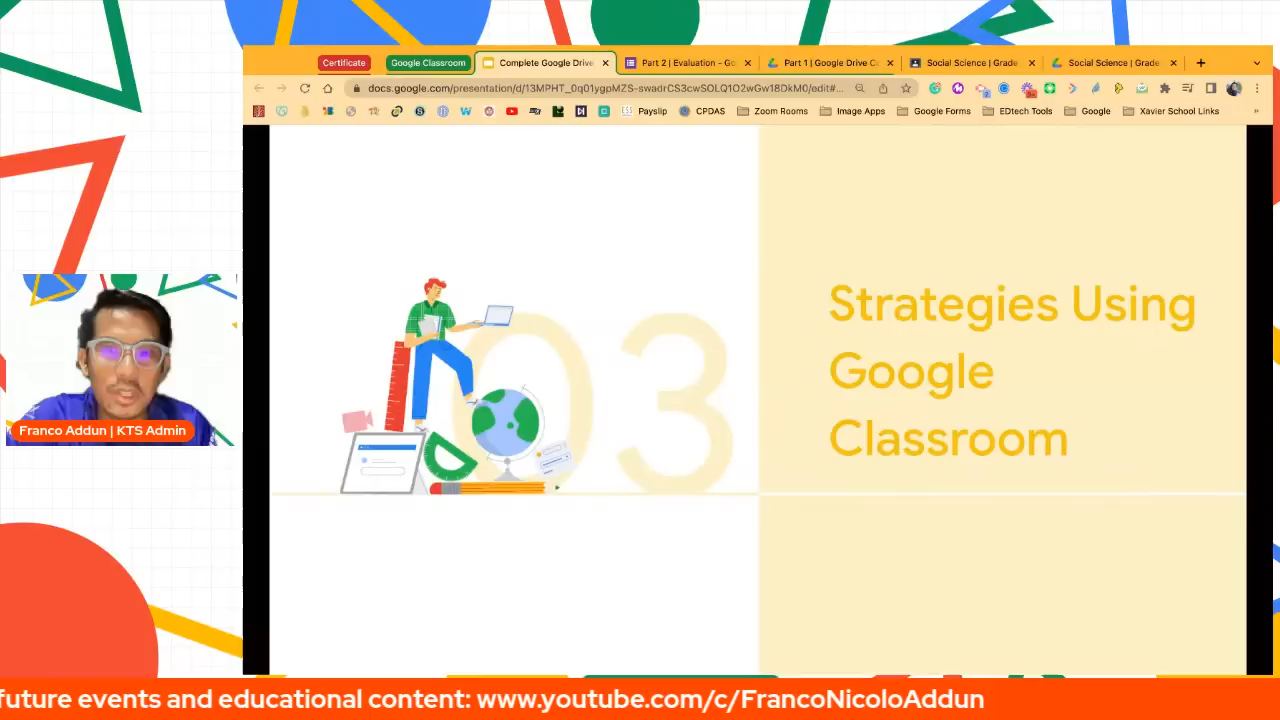 Certificate
Google Classroom
Complete Google Drive
Part 2 | Evaluation – Go
Part 1 | Google Drive C
Social Science | Grade
Social Science | Grade
docs.google.com/presentation/d/13MPHT_0q01ygpMZS-swadrCS3cwSOLQ1O2wGw18DkM0/edit#...
Payslip
CPDAS
Zoom Rooms
Image Apps
Google Forms
EDtech Tools
Google
Xavier School Links
03
Strategies Using
Google
Classroom
Franco Addun | KTS Admin
future events and educational content: www.youtube.com/c/FrancoNicoloAddun